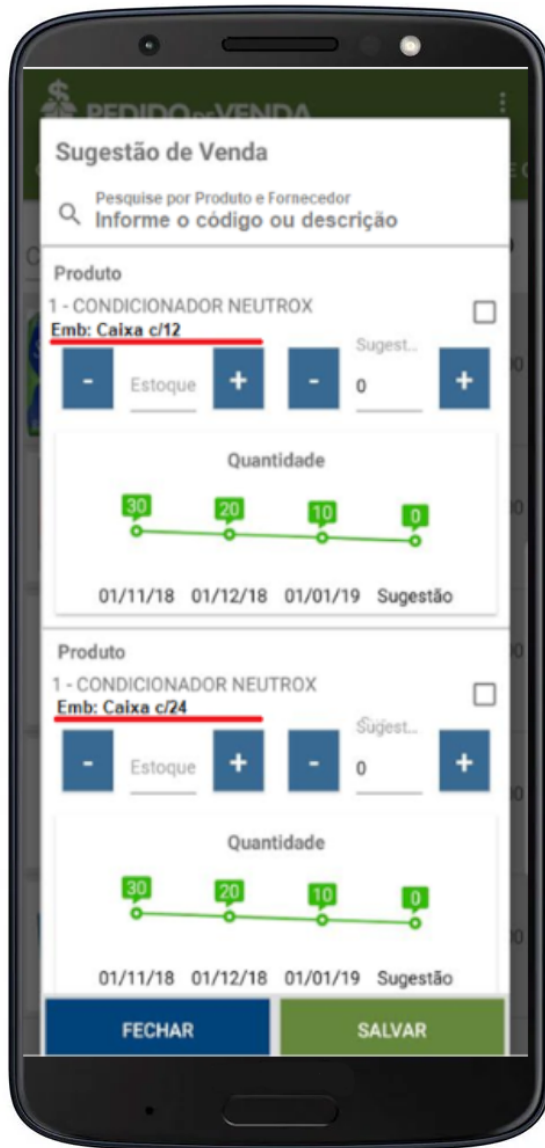 PEDIDO DE VENDA
Sugestão de Venda
Pesquise por Produto e Fornecedor
Informe o código ou descrição
Produto
1 - CONDICIONADOR NEUTROX
Emb: Caixa c/12
Sugest...
- Estoque + - 0 +
Quantidade
30 20 10 0
01/11/18 01/12/18 01/01/19 Sugestão
Produto
1 - CONDICIONADOR NEUTROX
Emb: Caixa c/24
Sugest...
- Estoque + - 0 +
Quantidade
30 20 10 0
01/11/18 01/12/18 01/01/19 Sugestão
FECHAR SALVAR